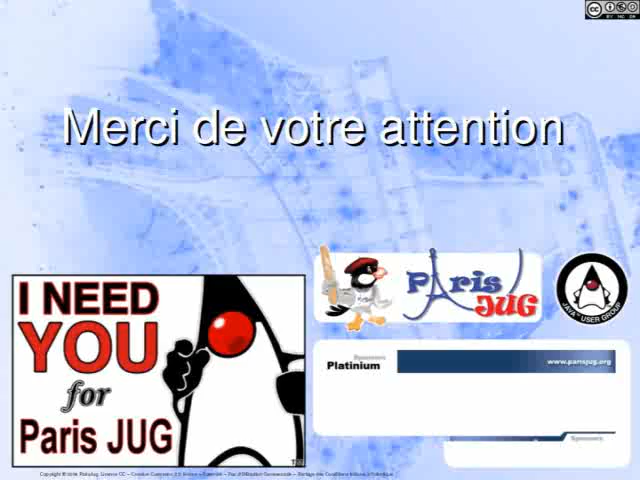 Merci de votre attention
I NEED
YOU
for
Paris JUG
Paris
JUG
JAVA™ USER GROUP
Sponsors
Platinium
www.parisjug.org
Sponsors